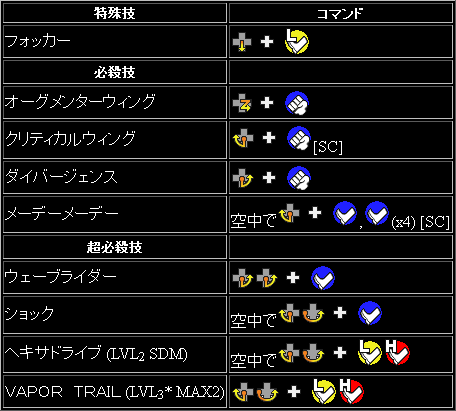 特殊技 コマンド
フォッカー + L
必殺技
オーグメンターウィング +
クリティカルウィング + [SC]
ダイバージェンス +
メーデーメーデー 空中で + , (x4) [SC]
超必殺技
ウェーブライダー +
ショック 空中で +
ヘキサドライブ (LVL2 SDM) 空中で + L H
ＶＡＰＯＲ ＴＲＡＩＬ (LVL3* MAX2) + L H